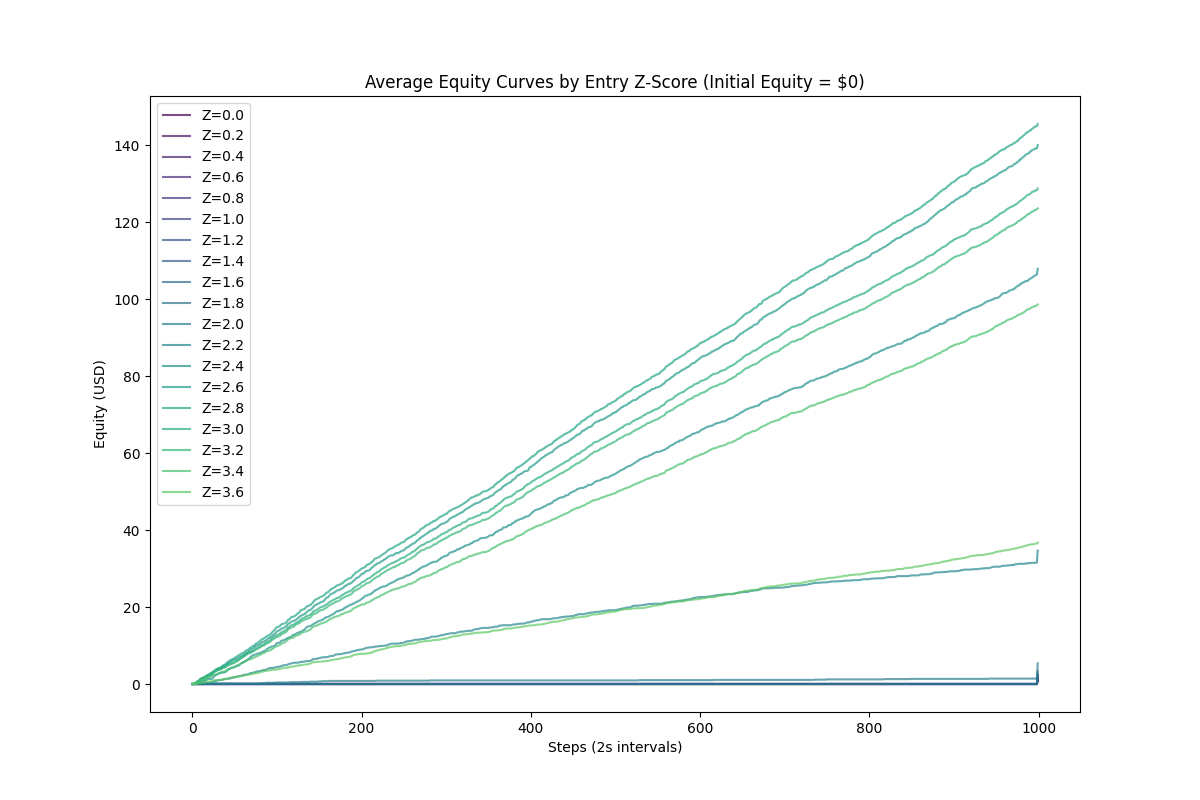 Average Equity Curves by Entry Z-Score (Initial Equity = $0)
Z=0.0
Z=0.2
Z=0.4
Z=0.6
Z=0.8
Z=1.0
Z=1.2
Z=1.4
Z=1.6
Z=1.8
Z=2.0
Z=2.2
Z=2.4
Z=2.6
Z=2.8
Z=3.0
Z=3.2
Z=3.4
Z=3.6
Equity (USD)
140
120
100
80
60
40
20
0
0 200 400 600 800 1000
Steps (2s intervals)